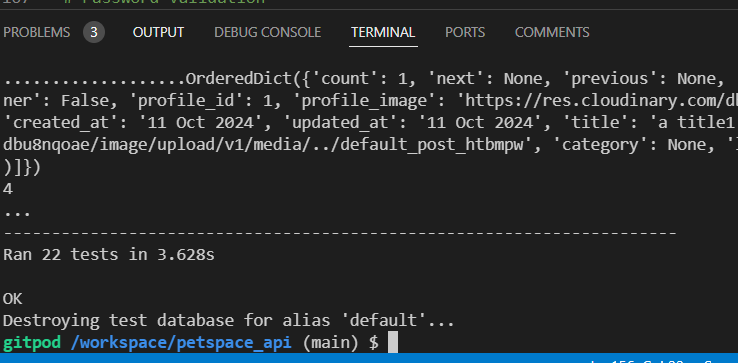 # Password validation
PROBLEMS 3 OUTPUT DEBUG CONSOLE TERMINAL PORTS COMMENTS
...................OrderedDict({'count': 1, 'next': None, 'previous': None,
ner': False, 'profile_id': 1, 'profile_image': 'https://res.cloudinary.com/d
'created_at': '11 Oct 2024', 'updated_at': '11 Oct 2024', 'title': 'a title1
dbu8nqoae/image/upload/v1/media/../default_post_htbmpw', 'category': None, '
)]})
4
...
----------------------------------------------------------------------
Ran 22 tests in 3.628s
OK
Destroying test database for alias 'default'...
gitpod /workspace/petspace_api (main) $